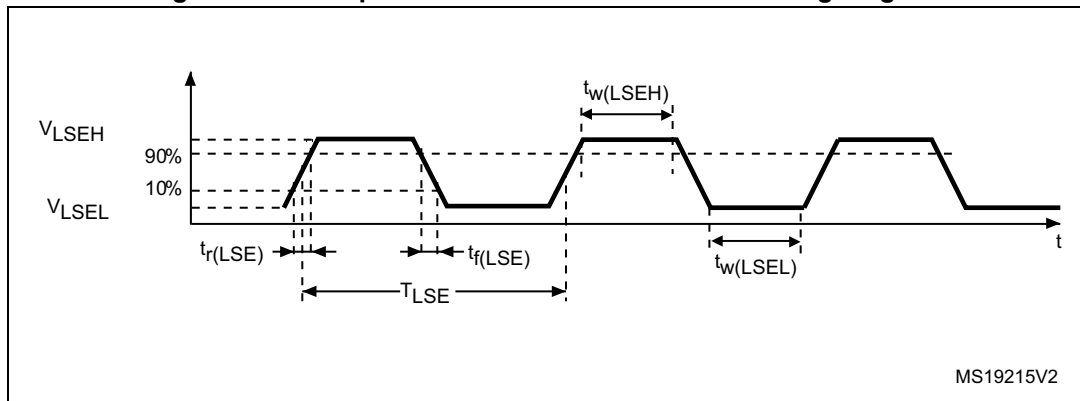 tw(LSEH)
VLSEH
90%
10%
VLSEL
tr(LSE)
tf(LSE)
t
tw(LSEL)
TLSE
MS19215V2